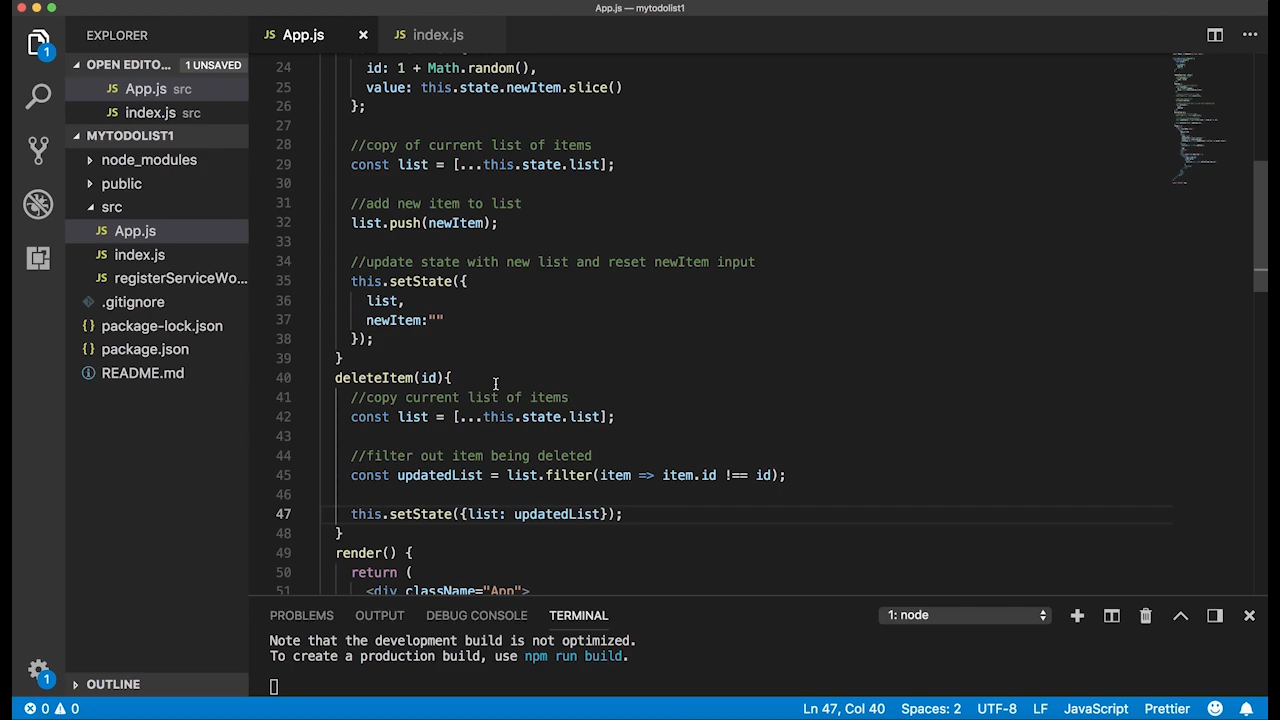 App.js — mytodolist1
EXPLORER
OPEN EDITO... 1 UNSAVED
JS App.js src
JS index.js src
MYTODOLIST1
node_modules
public
src
JS App.js
JS index.js
JS registerServiceWo...
.gitignore
{} package-lock.json
{} package.json
README.md
OUTLINE
1
1
JS App.js
JS index.js
24 id: 1 + Math.random(),
25 value: this.state.newItem.slice()
26 };
27
28 //copy of current list of items
29 const list = [...this.state.list];
30
31 //add new item to list
32 list.push(newItem);
33
34 //update state with new list and reset newItem input
35 this.setState({
36 list,
37 newItem:""
38 });
39 }
40 deleteItem(id){
41 //copy current list of items
42 const list = [...this.state.list];
43
44 //filter out item being deleted
45 const updatedList = list.filter(item => item.id !== id);
46
47 this.setState({list: updatedList});
48 }
49 render() {
50 return (
51 <div className="App">
PROBLEMS OUTPUT DEBUG CONSOLE TERMINAL 1: node
Note that the development build is not optimized.
To create a production build, use npm run build.
0 0 Ln 47, Col 40 Spaces: 2 UTF-8 LF JavaScript Prettier